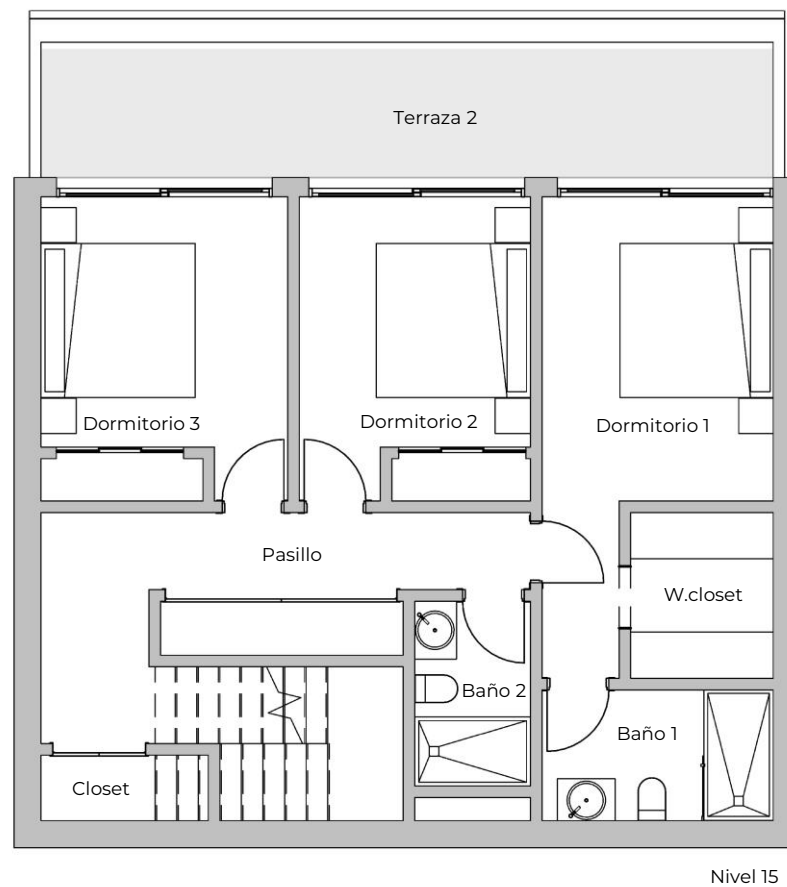 Terraza 2
Dormitorio 3
Dormitorio 2
Dormitorio 1
Pasillo
W.closet
Baño 2
Baño 1
Closet
Nivel 15